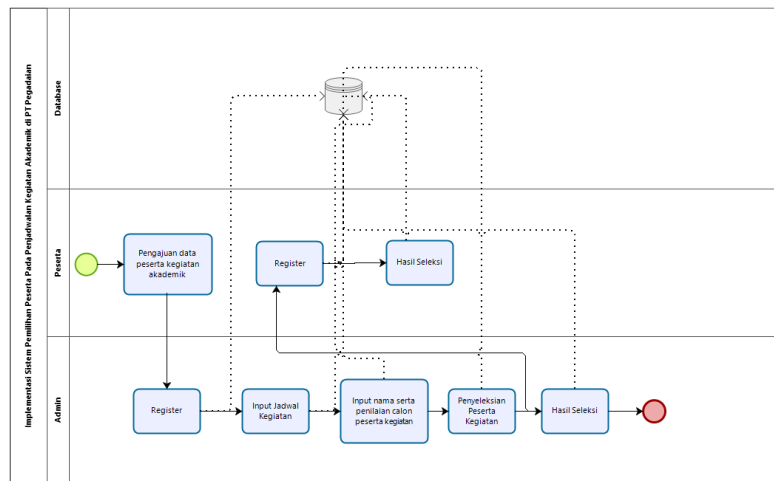 Implementasi Sistem Pemilihan Peserta Pada Penjadwalan Kegiatan Akademik di PT Pegadaian
Database
Peserta
Pengajuan data
peserta kegiatan
akademik
Register
Hasil Seleksi
Admin
Register
Input Jadwal
Kegiatan
Input nama serta
penilaian calon
peserta kegiatan
Penyeleksian
Peserta
Kegiatan
Hasil Seleksi